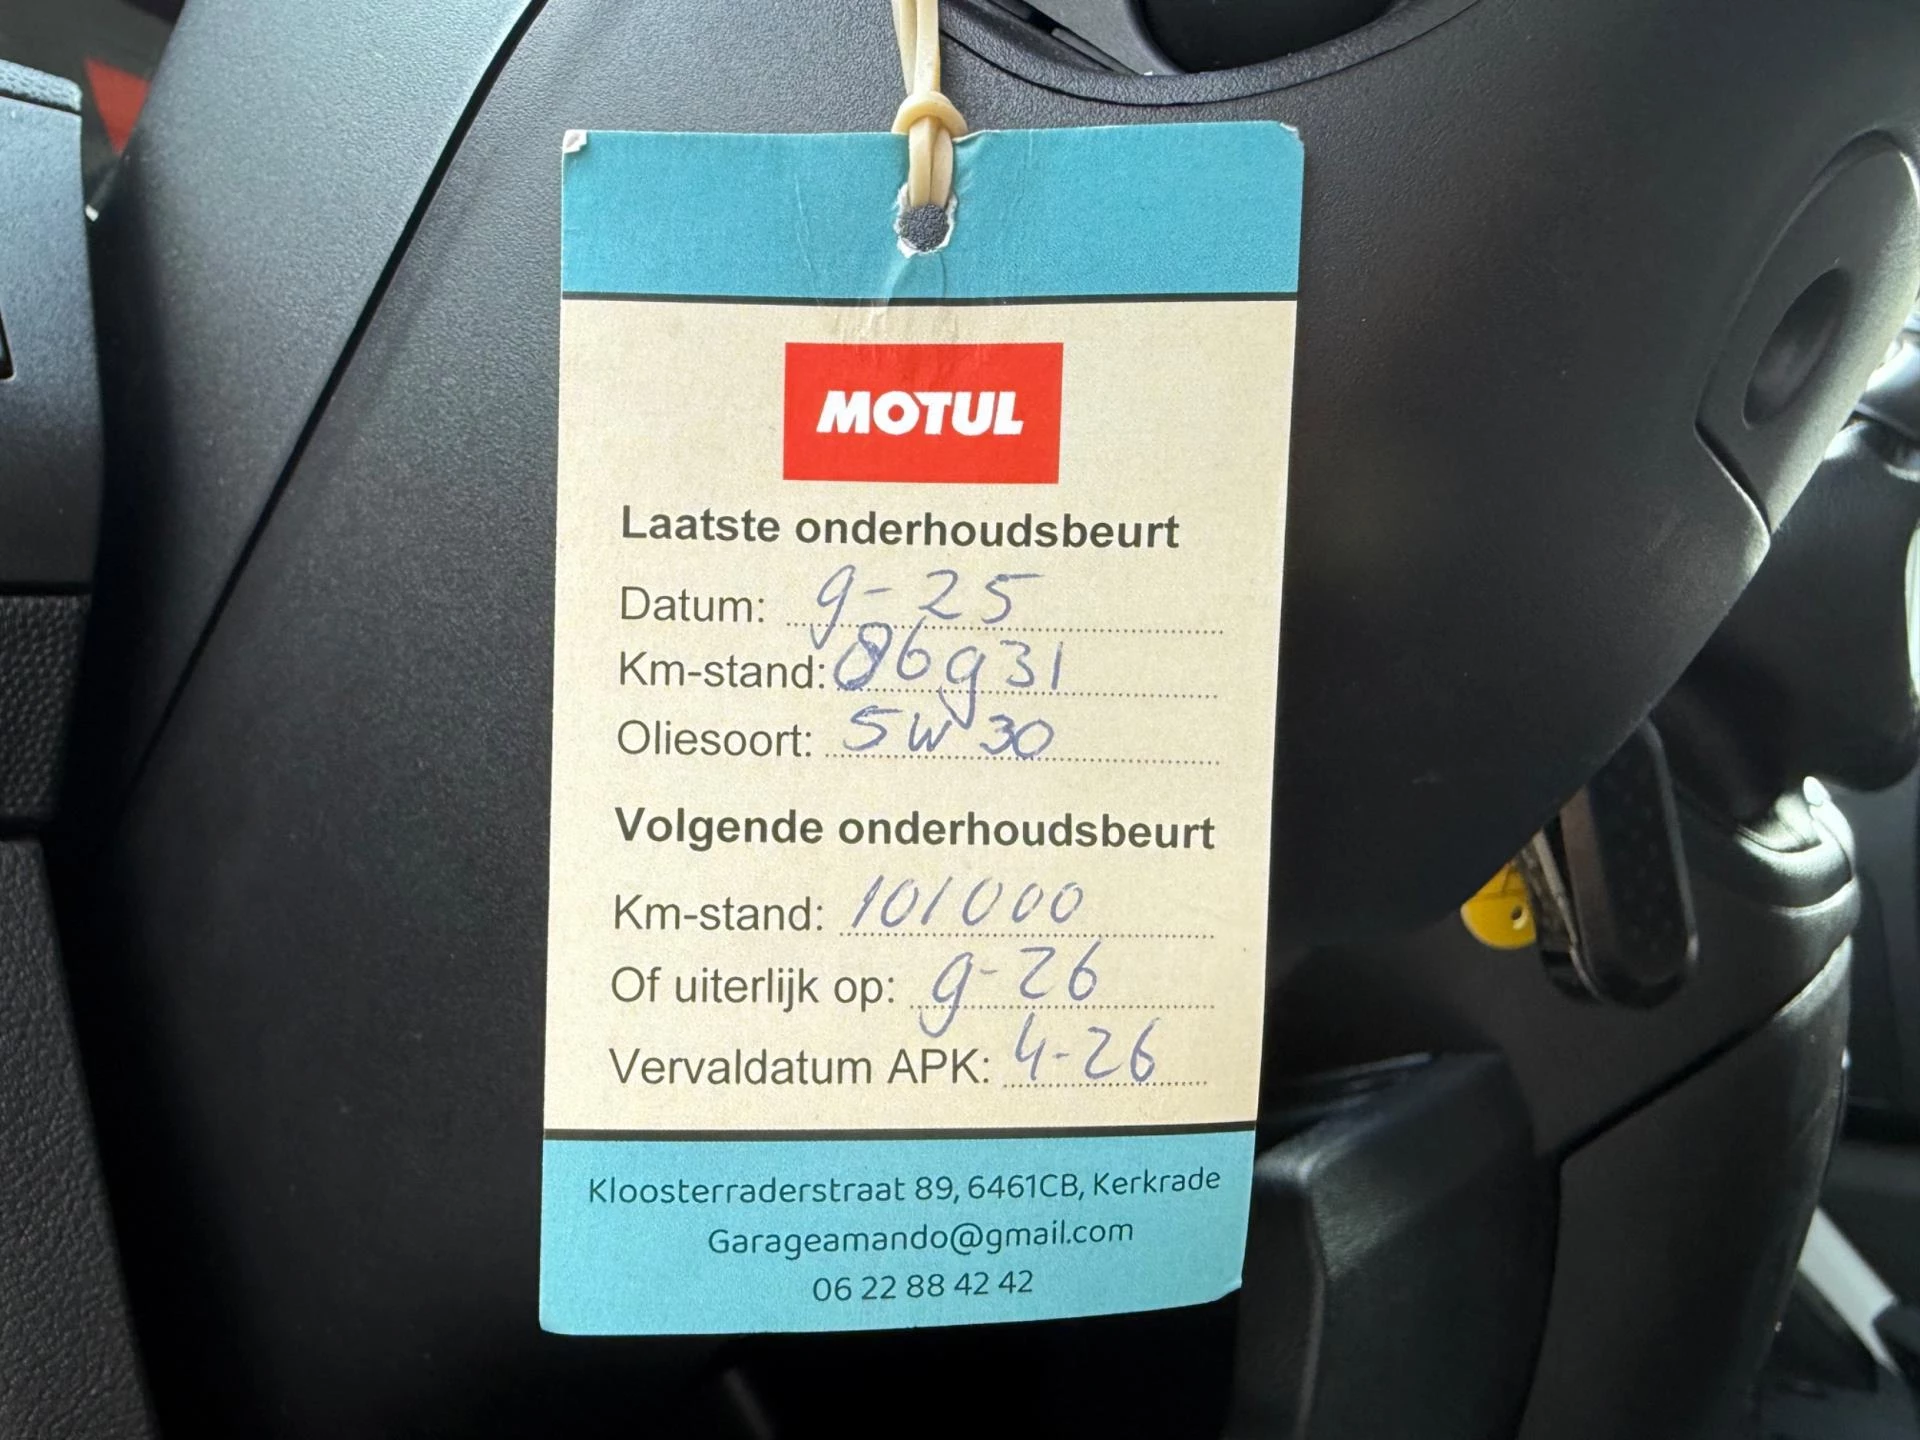 MOTUL
Laatste onderhoudsbeurt
Datum: 9-25
Km-stand: 86931
Oliesoort: 5W30
Volgende onderhoudsbeurt
Km-stand: 101000
Of uiterlijk op: 9-26
Vervaldatum APK: 4-26
Kloosterraderstraat 89, 6461CB, Kerkrade
Garageamando@gmail.com
06 22 88 42 42